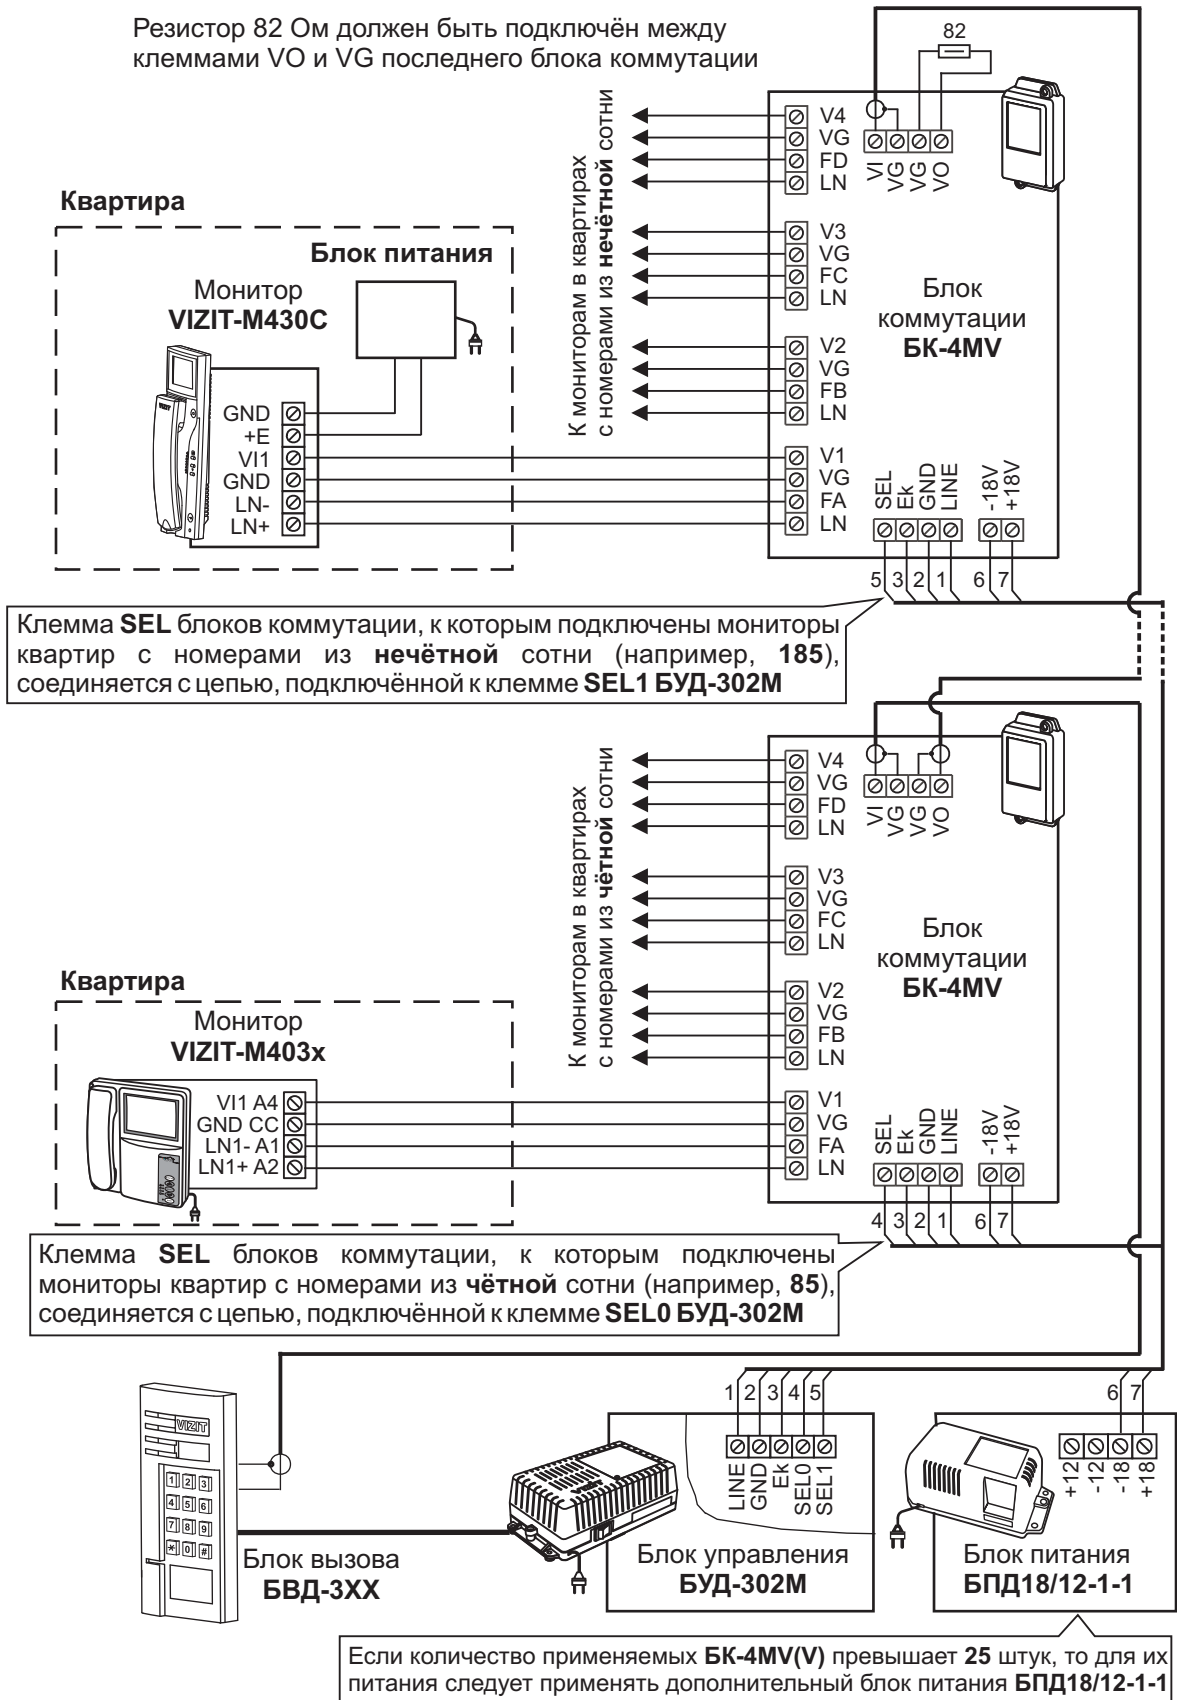 Резистор 82 Ом должен быть подключён между
клеммами VO и VG последнего блока коммутации
82
V4
VG
FD
LN
VI
VG
VG
VO
К мониторам в квартирах
с номерами из нечётной сотни
V3
VG
FC
LN
Блок
коммутации
БК-4MV
V2
VG
FB
LN
V1
VG
FA
LN
SEL
Ek
GND
LINE
-18V
+18V
5
3
2
1
6
7
Квартира
Блок питания
Монитор
VIZIT-M430C
VIZIT
GND
+E
VI1
GND
LN-
LN+
Клемма SEL блоков коммутации, к которым подключены мониторы
квартир с номерами из нечётной сотни (например, 185),
соединяется с цепью, подключённой к клемме SEL1 БУД-302М
V4
VG
FD
LN
VI
VG
VG
VO
К мониторам в квартирах
с номерами из чётной сотни
V3
VG
FC
LN
Блок
коммутации
БК-4MV
V2
VG
FB
LN
V1
VG
FA
LN
SEL
Ek
GND
LINE
-18V
+18V
4
3
2
1
6
7
Квартира
Монитор
VIZIT-M403x
VI1 A4
GND CC
LN1- A1
LN1+ A2
Клемма SEL блоков коммутации, к которым подключены
мониторы квартир с номерами из чётной сотни (например, 85),
соединяется с цепью, подключённой к клемме SEL0 БУД-302М
VIZIT
1 2 3
4 5 6
7 8 9
* 0 #
Блок вызова
БВД-3ХХ
1
2
3
4
5
LINE
GND
Ek
SEL0
SEL1
Блок управления
БУД-302М
6
7
+12
-12
-18
+18
Блок питания
БПД18/12-1-1
Если количество применяемых БК-4MV(V) превышает 25 штук, то для их
питания следует применять дополнительный блок питания БПД18/12-1-1